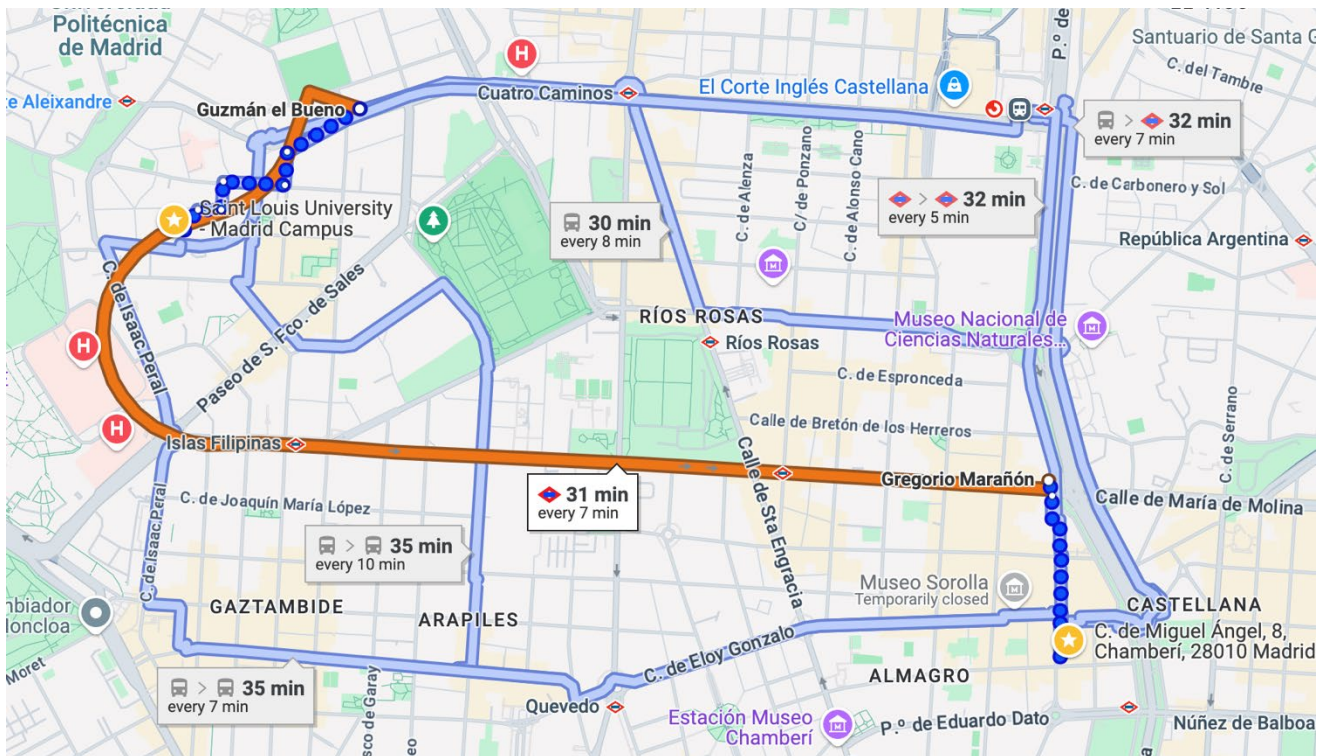 Politécnica
de Madrid
Santuario de Santa G
P.º de
C. del Tambre
e Aleixandre
Guzmán el Bueno
Cuatro Caminos
El Corte Inglés Castellana
32 min
every 7 min
C. de Carbonero y Sol
C. de Alenza
C/ de Ponzano
C. de Alonso Cano
32 min
every 5 min
Saint Louis University
- Madrid Campus
30 min
every 8 min
República Argentina
C. de Isaac Peral
Paseo de S. Fco. de Sales
RÍOS ROSAS
Ríos Rosas
Museo Nacional de
Ciencias Naturales...
C. de Espronceda
C. de Serrano
Calle de Bretón de los Herreros
Islas Filipinas
Calle de Sta Engracia
Gregorio Marañón
31 min
every 7 min
C. de Joaquín María López
Calle de María de Molina
C. de Isaac Peral
35 min
every 10 min
Museo Sorolla
Temporarily closed
mbiador
Moncloa
GAZTAMBIDE
ARAPILES
CASTELLANA
C. de Miguel Ángel, 8,
Chamberí, 28010 Madrid
C. de Eloy Gonzalo
Moret
ALMAGRO
35 min
every 7 min
sco de Garay
Quevedo
Estación Museo
Chamberí
P.º de Eduardo Dato
Núñez de Balboa
H
H
H